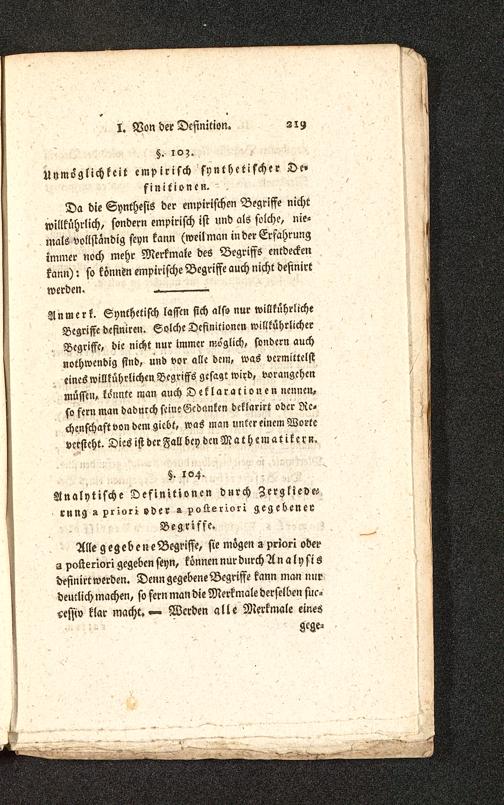 I. Von der Definition. 219
§. 103.
Unmöglichkeit empirisch synthetischer De-
finitionen.
Da die Synthesis der empirischen Begriffe nicht
willkührlich, sondern empirisch ist und als solche, nie-
mals vollständig seyn kann (weil man in der Erfahrung
immer noch mehr Merkmale des Begriffs entdecken
kann): so können empirische Begriffe auch nicht definirt
werden.
Anmerk. Synthetisch lassen sich also nur willkührliche
Begriffe definiren. Solche Definitionen willkührlicher
Begriffe, die nicht nur immer möglich, sondern auch
nothwendig sind, und vor alle dem, was vermittelst
eines willkührlichen Begriffs gesagt wird, vorangehen
müssen, könnte man auch Deklarationen nennen,
so fern man dadurch seine Gedanken deklarirt oder Re-
chenschaft von dem giebt, was man unter einem Worte
versteht. Dies ist der Fall bey den Mathematikern.
§. 104.
Analytische Definitionen durch Zergliede-
rung a priori oder a posteriori gegebener
Begriffe.
Alle gegebene Begriffe, sie mögen a priori oder
a posteriori gegeben seyn, können nur durch Analysis
definirt werden. Denn gegebene Begriffe kann man nur
deutlich machen, so fern man die Merkmale derselben suc-
cessiv klar macht. — Werden alle Merkmale eines
gege-